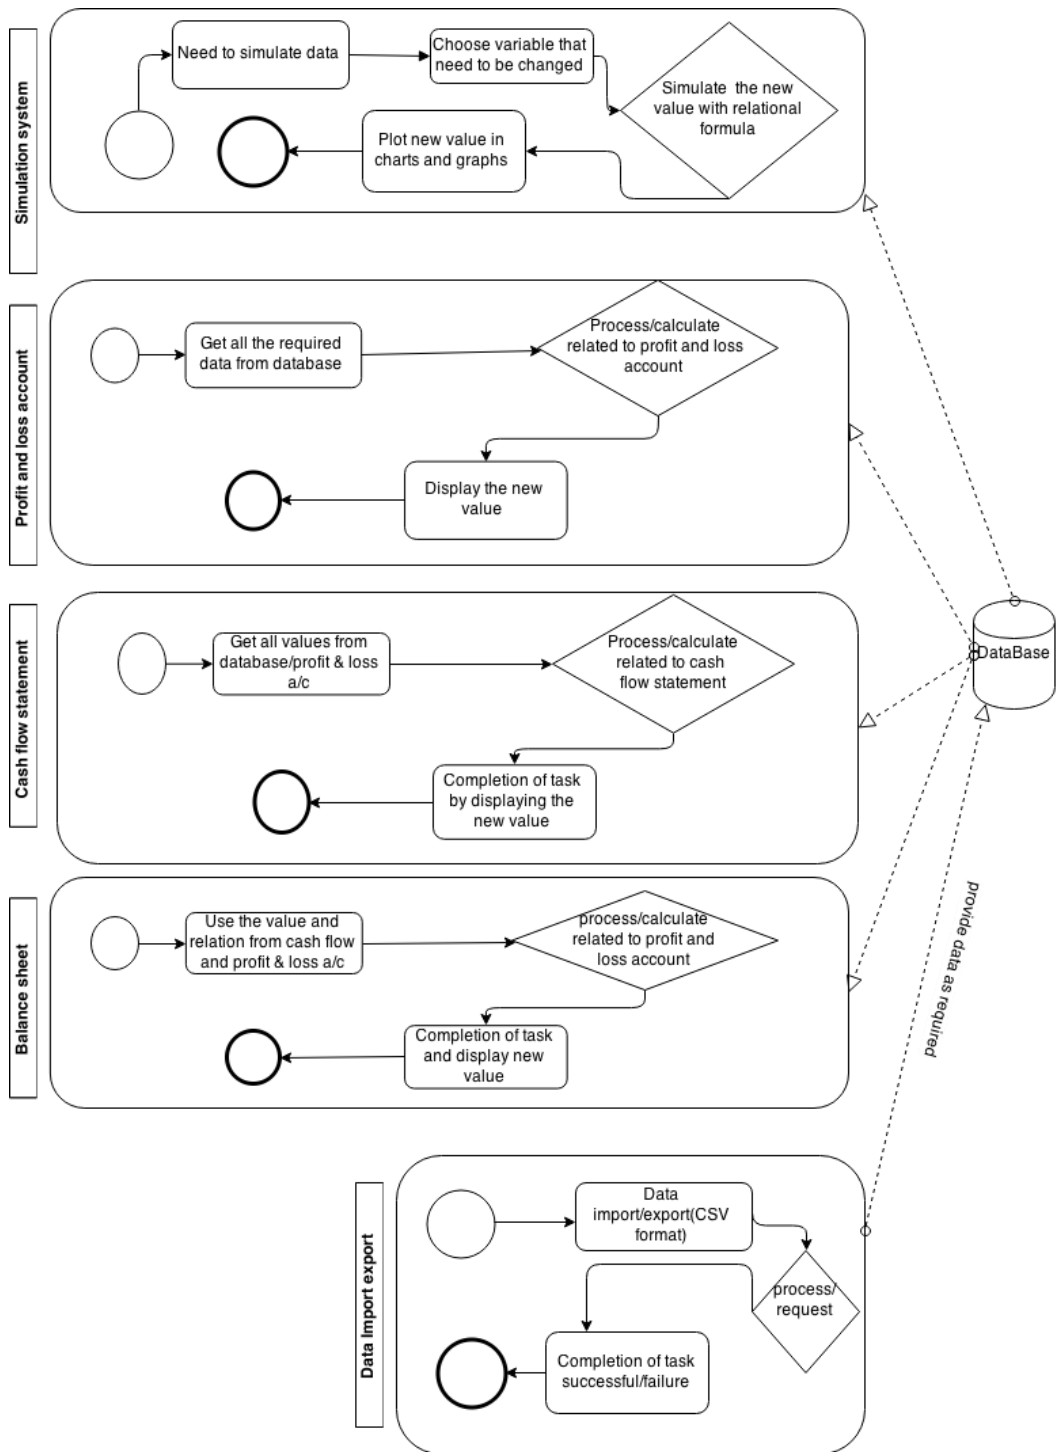 Simulation system
Need to simulate data
Choose variable that
need to be changed
Simulate the new
value with relational
formula
Plot new value in
charts and graphs
Profit and loss account
Get all the required
data from database
Process/calculate
related to profit and loss
account
Display the new
value
Cash flow statement
Get all values from
database/profit & loss
a/c
Process/calculate
related to cash
flow statement
Completion of task
by displaying the
new value
DataBase
Balance sheet
Use the value and
relation from cash flow
and profit & loss a/c
process/calculate
related to profit and
loss account
Completion of task
and display new
value
provide data as required
Data Import export
Data
import/export(CSV
format)
process/
request
Completion of task
successful/failure